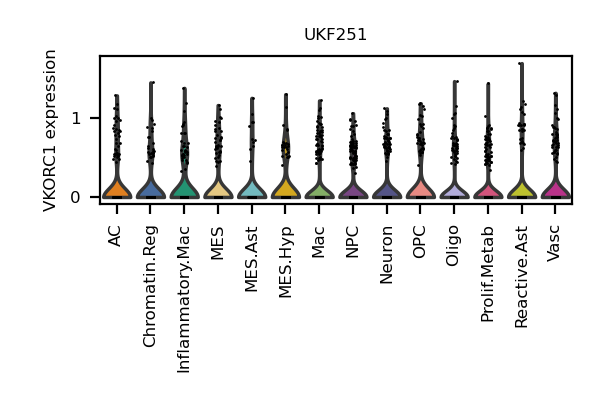 UKF251
VKORC1 expression
1
0
AC
Chromatin.Reg
Inflammatory.Mac
MES
MES.Ast
MES.Hyp
Mac
NPC
Neuron
OPC
Oligo
Prolif.Metab
Reactive.Ast
Vasc